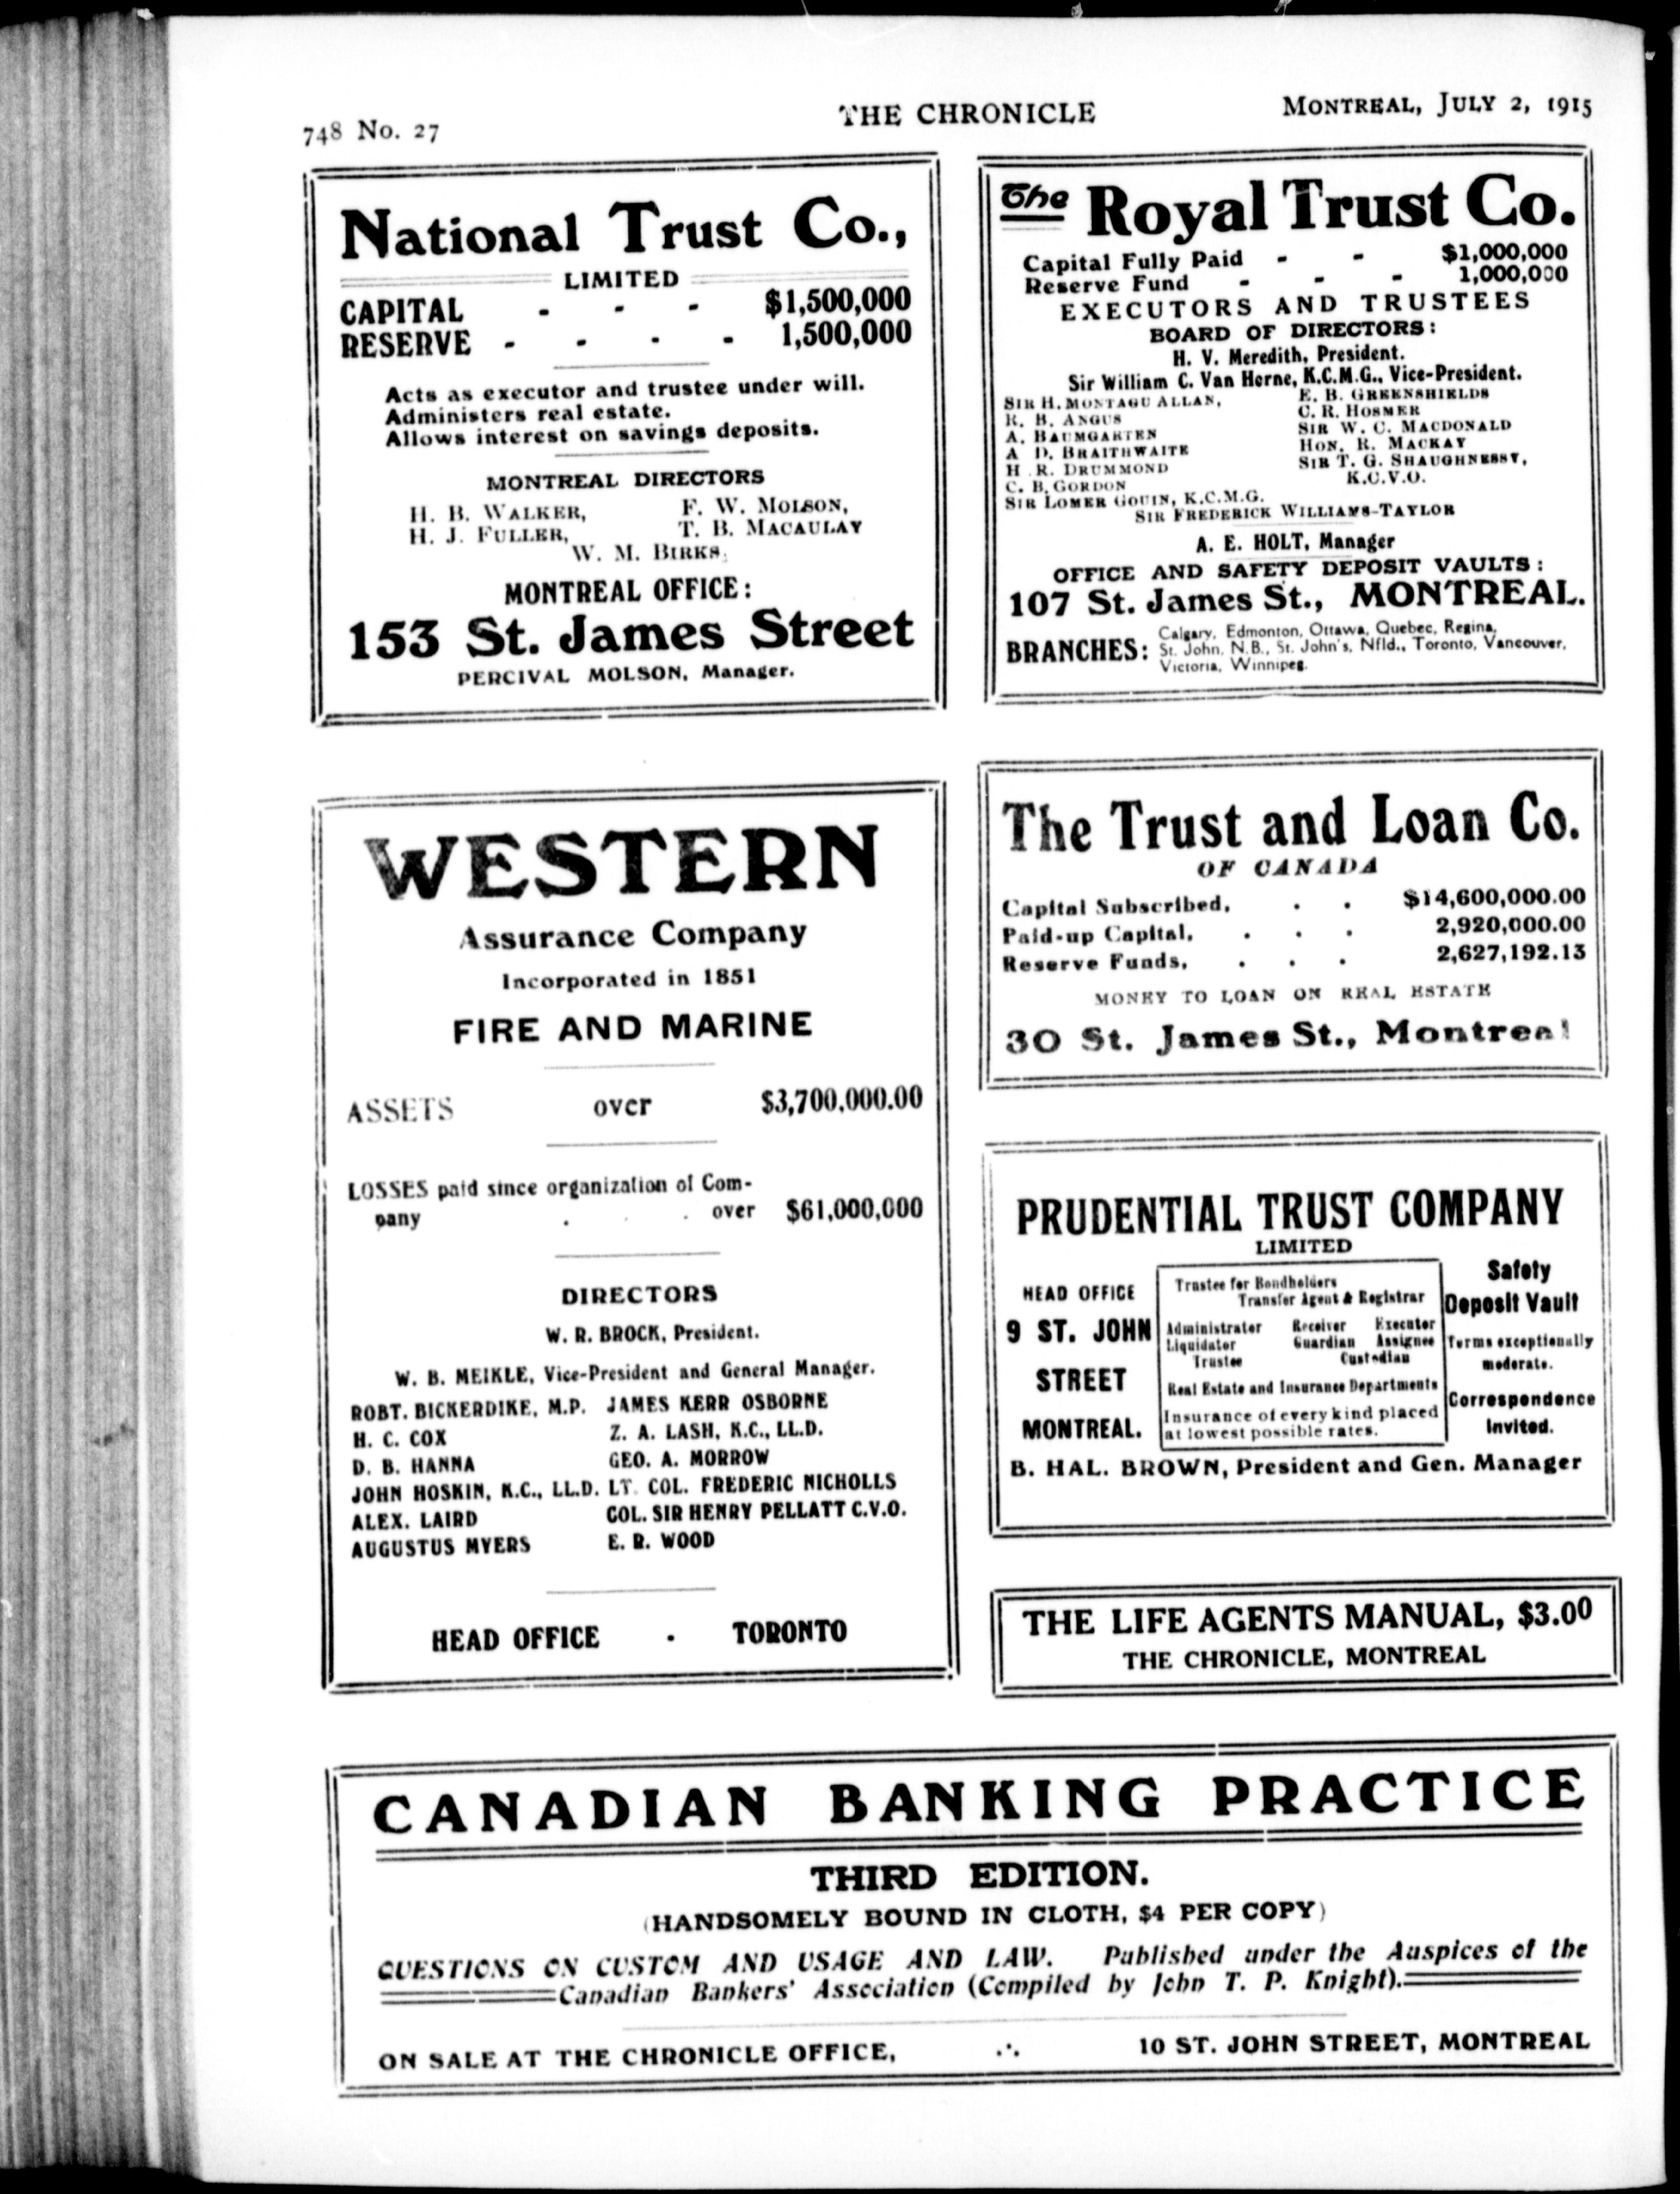 748 No. 27
THE CHRONICLE
MONTREAL, JULY 2, 1915
National Trust Co.,
LIMITED
CAPITAL - - - $1,500,000
RESERVE - - - - 1,500,000
Acts as executor and trustee under will.
Administers real estate.
Allows interest on savings deposits.
MONTREAL DIRECTORS
H. B. WALKER, F. W. MOLSON,
H. J. FULLER, T. B. MACAULAY
W. M. BIRKS.
MONTREAL OFFICE:
153 St. James Street
PERCIVAL MOLSON, Manager.
The Royal Trust Co.
Capital Fully Paid - - $1,000,000
Reserve Fund - - - 1,000,000
EXECUTORS AND TRUSTEES
BOARD OF DIRECTORS:
H. V. Meredith, President.
Sir William C. Van Horne, K.C.M.G., Vice-President.
SIR H. MONTAGU ALLAN, E. B. GREENSHIELDS
R. B. ANGUS C. R. HOSMER
A. BAUMGARTEN SIR W. C. MACDONALD
A D. BRAITHWAITE HON. R. MACKAY
H R. DRUMMOND SIR T. G. SHAUGHNESSY,
C. B. GORDON K.C.V.O.
SIR LOMER GOUIN, K.C.M.G.
SIR FREDERICK WILLIAMS-TAYLOR
A. E. HOLT, Manager
OFFICE AND SAFETY DEPOSIT VAULTS:
107 St. James St., MONTREAL.
BRANCHES: Calgary, Edmonton, Ottawa, Quebec, Regina,
St. John, N.B., St. John's, Nfld., Toronto, Vancouver,
Victoria, Winnipeg.
WESTERN
Assurance Company
Incorporated in 1851
FIRE AND MARINE
ASSETS over $3,700,000.00
LOSSES paid since organization of Com-
pany . . . over $61,000,000
DIRECTORS
W. R. BROCK, President.
W. B. MEIKLE, Vice-President and General Manager.
ROBT. BICKERDIKE, M.P. JAMES KERR OSBORNE
H. C. COX Z. A. LASH, K.C., LL.D.
D. B. HANNA GEO. A. MORROW
JOHN HOSKIN, K.C., LL.D. LT. COL. FREDERIC NICHOLLS
ALEX. LAIRD COL. SIR HENRY PELLATT C.V.O.
AUGUSTUS MYERS E. R. WOOD
HEAD OFFICE - TORONTO
The Trust and Loan Co.
OF CANADA
Capital Subscribed, . . $14,600,000.00
Paid-up Capital, . . . 2,920,000.00
Reserve Funds, . . . 2,627,192.13
MONEY TO LOAN ON REAL ESTATE
30 St. James St., Montreal
PRUDENTIAL TRUST COMPANY
LIMITED
HEAD OFFICE
9 ST. JOHN
STREET
MONTREAL.
Trustee for Bondholders
Transfer Agent & Registrar
Administrator Receiver Executor
Liquidator Guardian Assignee
Trustee Custodian
Real Estate and Insurance Departments
Insurance of every kind placed
at lowest possible rates.
Safety
Deposit Vault
Terms exceptionally
moderate.
Correspondence
invited.
B. HAL. BROWN, President and Gen. Manager
THE LIFE AGENTS MANUAL, $3.00
THE CHRONICLE, MONTREAL
CANADIAN BANKING PRACTICE
THIRD EDITION.
(HANDSOMELY BOUND IN CLOTH, $4 PER COPY)
QUESTIONS ON CUSTOM AND USAGE AND LAW. Published under the Auspices of the
Canadian Bankers' Association (Compiled by John T. P. Knight).
ON SALE AT THE CHRONICLE OFFICE, ∴ 10 ST. JOHN STREET, MONTREAL